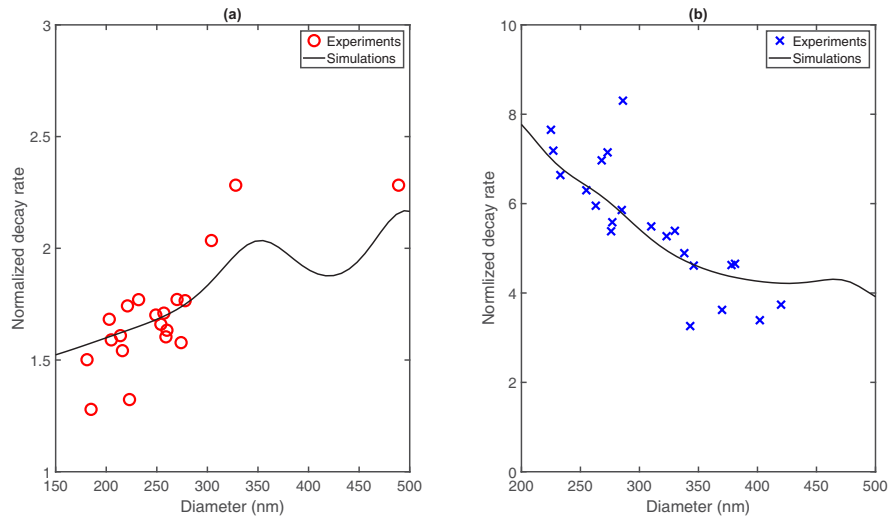 (a)
3
2.5
2
1.5
1
150 200 250 300 350 400 450 500
Normalized decay rate
Diameter (nm)
Experiments
Simulations
(b)
10
8
6
4
2
0
200 250 300 350 400 450 500
Normlized decay rate
Diameter (nm)
Experiments
Simulations